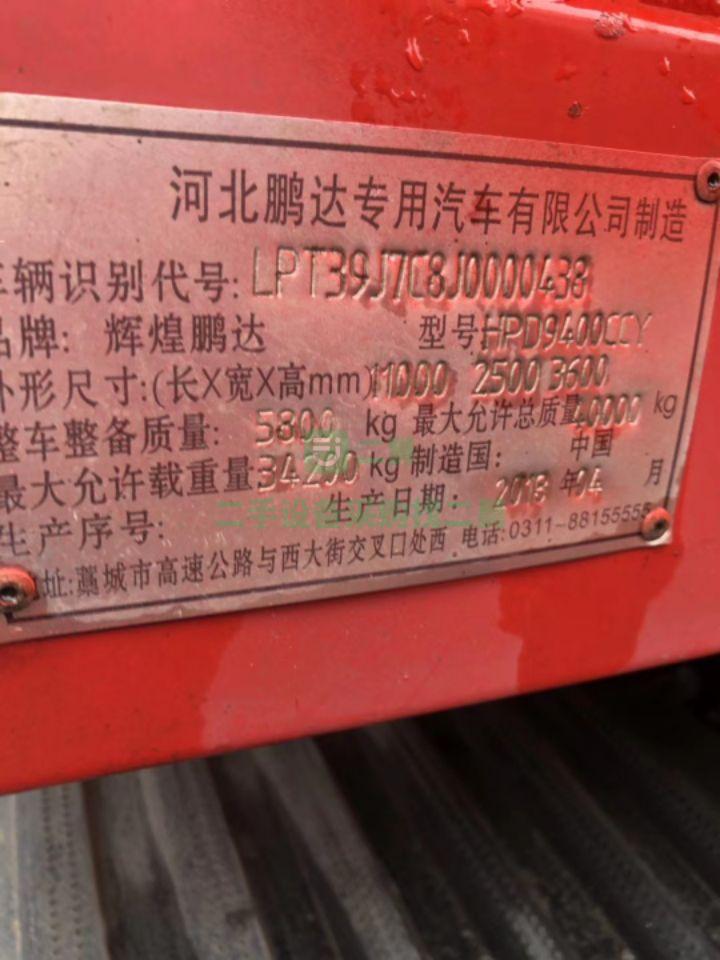 河北鹏达专用汽车有限公司制造
车辆识别代号: LPT39J7C8J0000438
品牌: 辉煌鹏达 型号: HPD9400CCY
外形尺寸:(长X宽X高mm) 11000 2500 3600
整车整备质量: 5800 kg 最大允许总质量 40000 kg
最大允许载重量 34200 kg 制造国: 中国
生产序号: 生产日期: 2018 年 04 月
址:藁城市高速公路与西大街交叉口处西 电话:0311-88155555